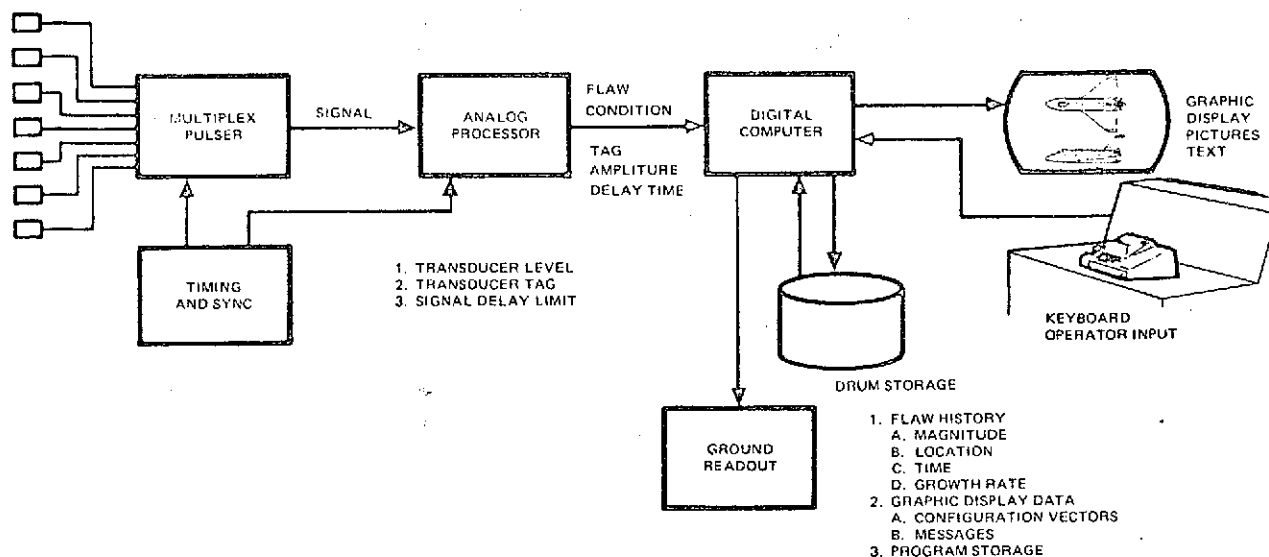 MULTIPLEX
PULSER
SIGNAL
ANALOG
PROCESSOR
FLAW
CONDITION
TAG
AMPLITURE
DELAY TIME
DIGITAL
COMPUTER
GRAPHIC
DISPLAY
PICTURES
TEXT
TIMING
AND SYNC
1. TRANSDUCER LEVEL
2. TRANSDUCER TAG
3. SIGNAL DELAY LIMIT
KEYBOARD
OPERATOR INPUT
DRUM STORAGE
GROUND
READOUT
1. FLAW HISTORY
A. MAGNITUDE
B. LOCATION
C. TIME
D. GROWTH RATE
2. GRAPHIC DISPLAY DATA
A. CONFIGURATION VECTORS
B. MESSAGES
3. PROGRAM STORAGE